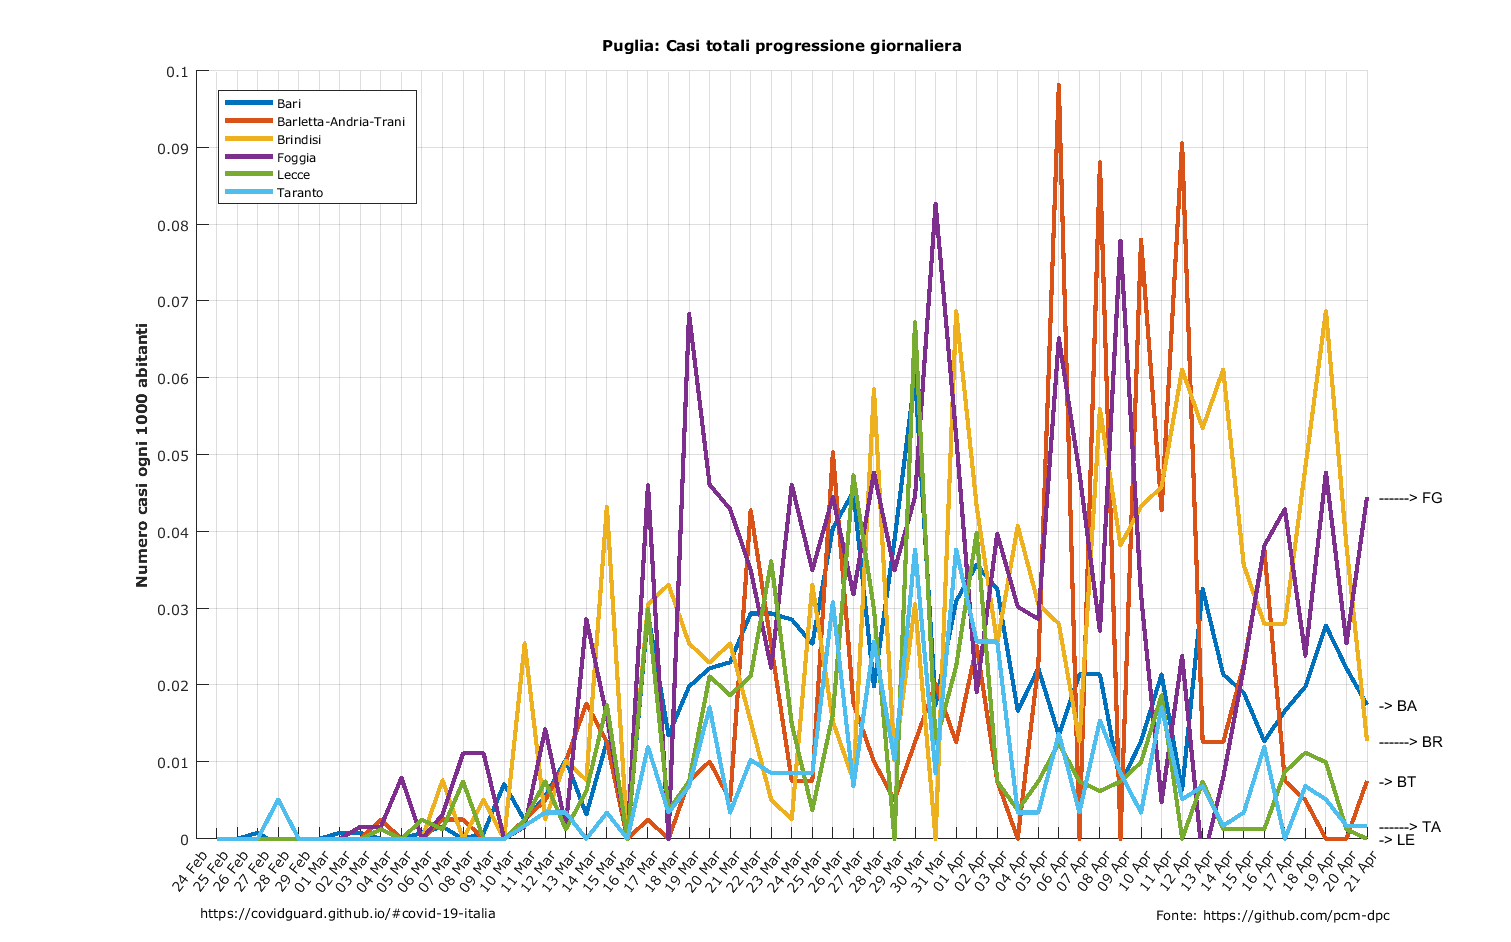 Puglia: Casi totali progressione giornaliera
0.1
0.09
0.08
0.07
0.06
0.05
0.04
0.03
0.02
0.01
0
Numero casi ogni 1000 abitanti
Bari
Barletta-Andria-Trani
Brindisi
Foggia
Lecce
Taranto
------> FG
-> BA
------> BR
-> BT
------> TA
-> LE
24 Feb
25 Feb
26 Feb
27 Feb
28 Feb
29 Feb
01 Mar
02 Mar
03 Mar
04 Mar
05 Mar
06 Mar
07 Mar
08 Mar
09 Mar
10 Mar
11 Mar
12 Mar
13 Mar
14 Mar
15 Mar
16 Mar
17 Mar
18 Mar
19 Mar
20 Mar
21 Mar
22 Mar
23 Mar
24 Mar
25 Mar
26 Mar
27 Mar
28 Mar
29 Mar
30 Mar
31 Mar
01 Apr
02 Apr
03 Apr
04 Apr
05 Apr
06 Apr
07 Apr
08 Apr
09 Apr
10 Apr
11 Apr
12 Apr
13 Apr
14 Apr
15 Apr
16 Apr
17 Apr
18 Apr
19 Apr
20 Apr
21 Apr
https://covidguard.github.io/#covid-19-italia
Fonte: https://github.com/pcm-dpc